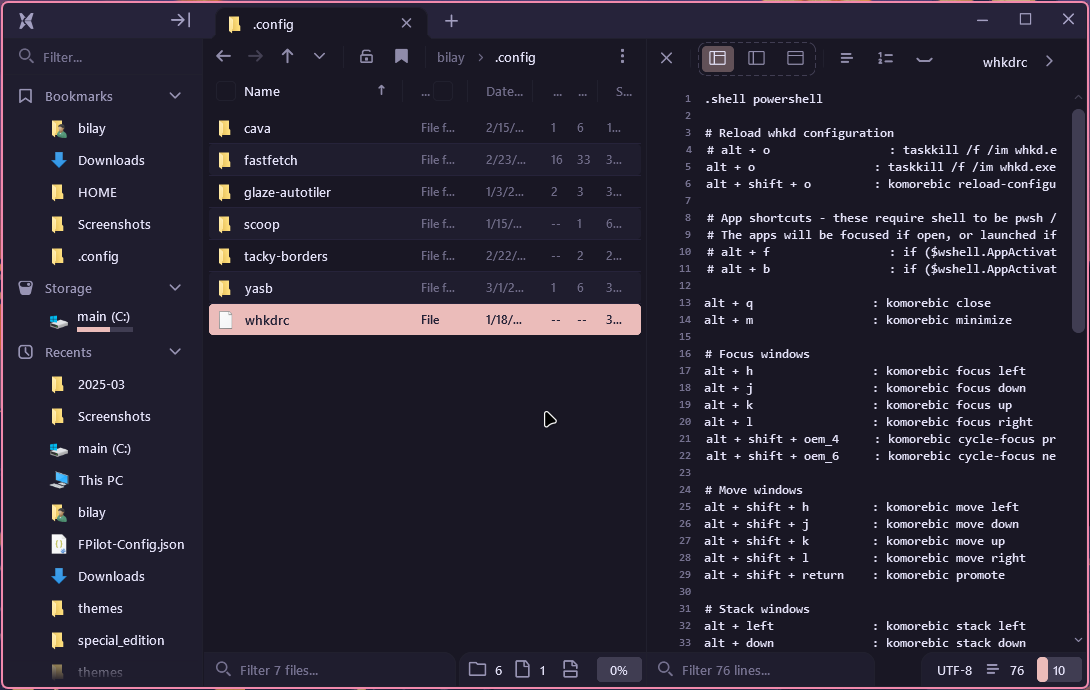 .config
Filter...
bilay
.config
whkdrc
Bookmarks
bilay
Downloads
HOME
Screenshots
.config
Storage
main (C:)
Recents
2025-03
Screenshots
main (C:)
This PC
bilay
FPilot-Config.json
Downloads
themes
special_edition
themes
Name ... Date... ... ... S...
cava File f... 2/15/... 1 6 1...
fastfetch File f... 2/23/... 16 33 3...
glaze-autotiler File f... 1/3/2... 2 3 3...
scoop File f... 1/15/... -- 1 6...
tacky-borders File f... 2/22/... -- 2 2...
yasb File f... 3/1/2... 1 6 3...
whkdrc File 1/18/... -- -- 3...
1 .shell powershell
2
3 # Reload whkd configuration
4 # alt + o : taskkill /f /im whkd.e
5 alt + o : taskkill /f /im whkd.exe
6 alt + shift + o : komorebic reload-configu
7
8 # App shortcuts - these require shell to be pwsh /
9 # The apps will be focused if open, or launched if
10 # alt + f : if ($wshell.AppActivat
11 # alt + b : if ($wshell.AppActivat
12
13 alt + q : komorebic close
14 alt + m : komorebic minimize
15
16 # Focus windows
17 alt + h : komorebic focus left
18 alt + j : komorebic focus down
19 alt + k : komorebic focus up
20 alt + l : komorebic focus right
21 alt + shift + oem_4 : komorebic cycle-focus pr
22 alt + shift + oem_6 : komorebic cycle-focus ne
23
24 # Move windows
25 alt + shift + h : komorebic move left
26 alt + shift + j : komorebic move down
27 alt + shift + k : komorebic move up
28 alt + shift + l : komorebic move right
29 alt + shift + return : komorebic promote
30
31 # Stack windows
32 alt + left : komorebic stack left
33 alt + down : komorebic stack down
Filter 7 files...
6
1
0%
Filter 76 lines...
UTF-8
76
10